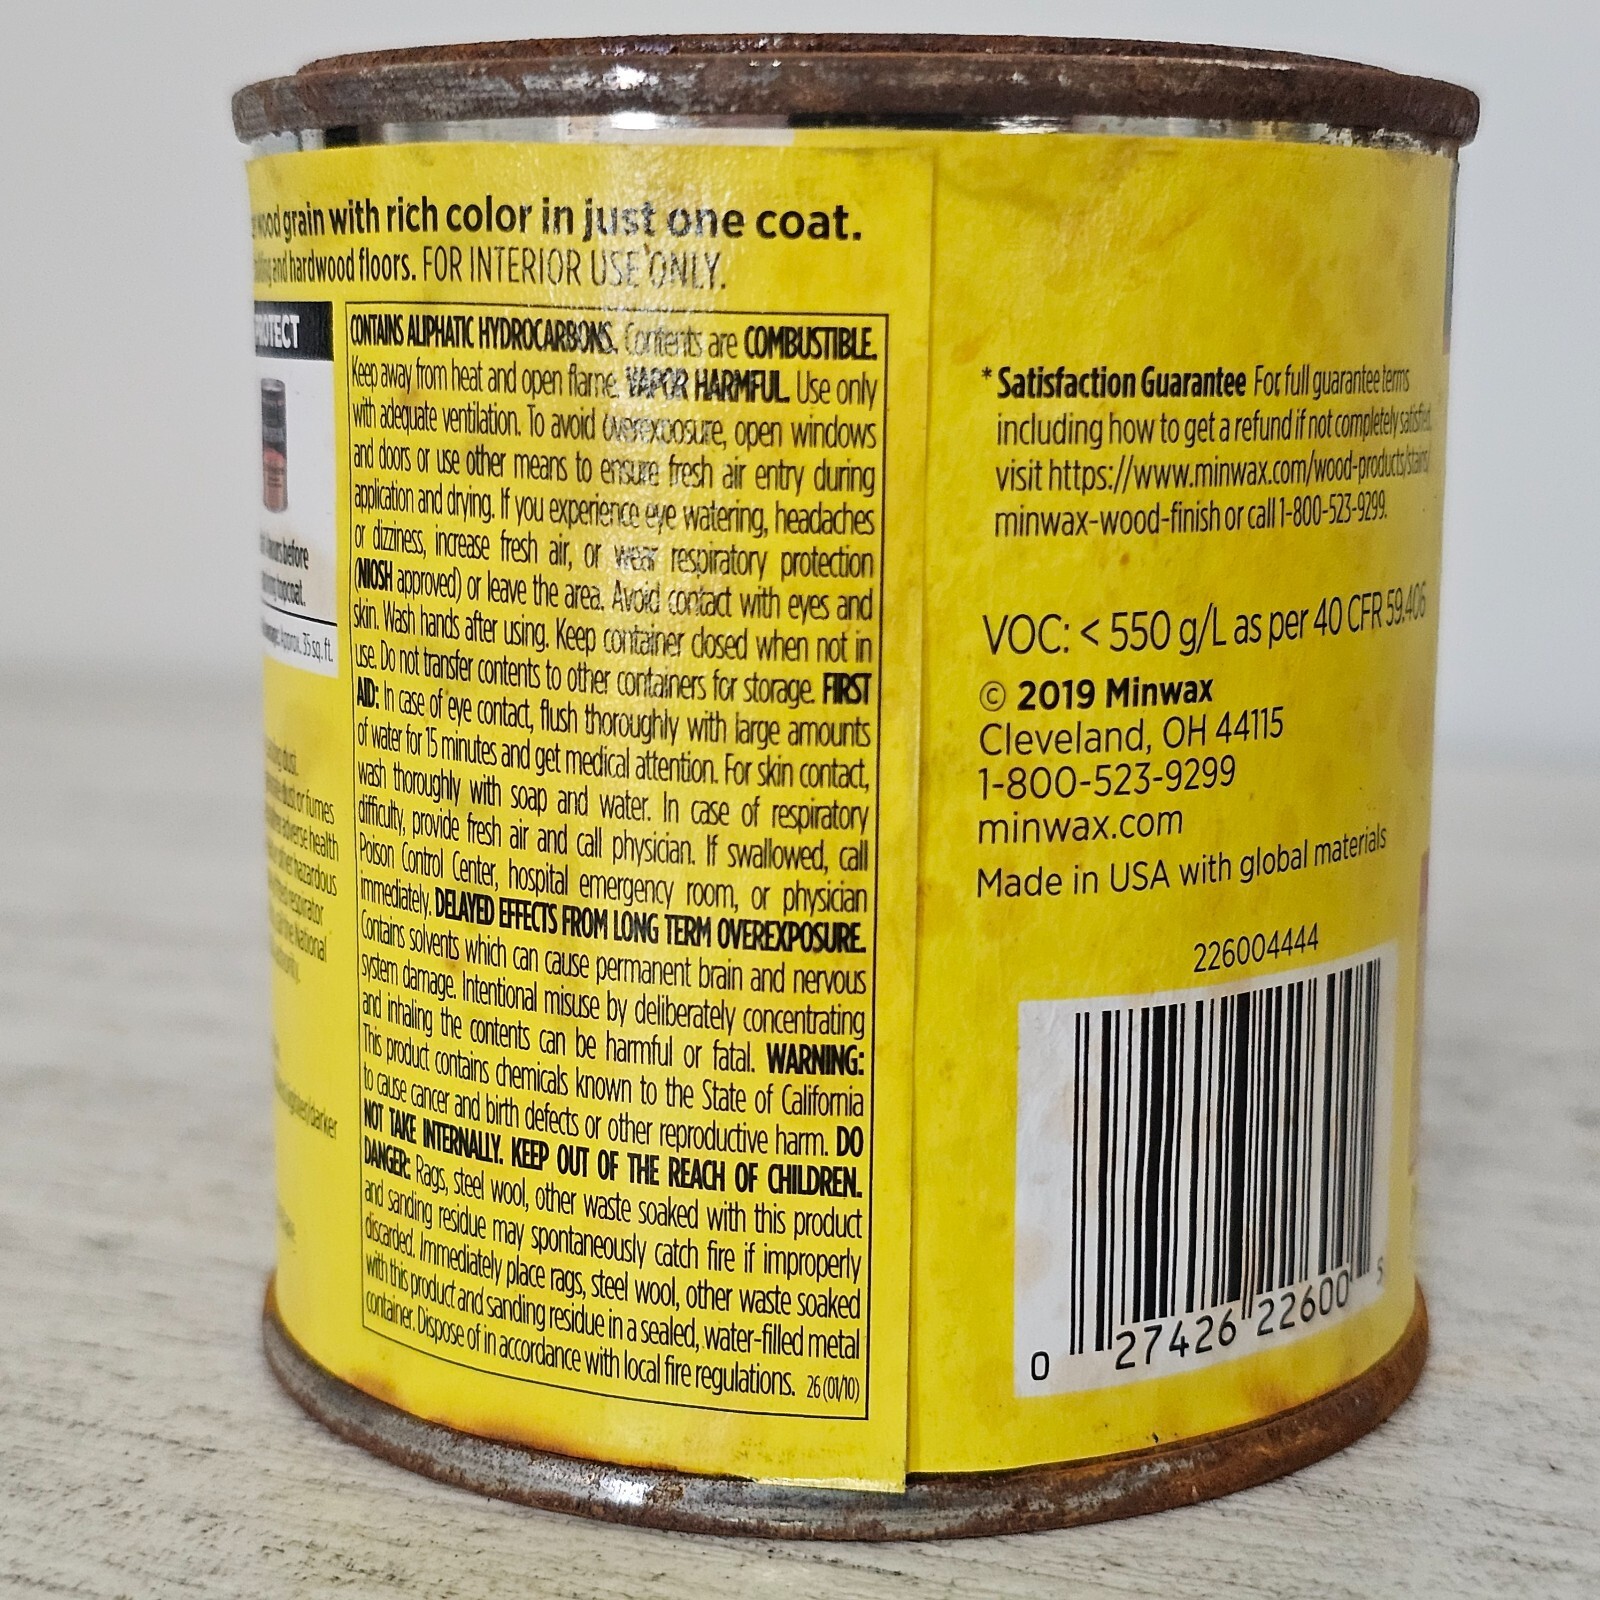 wood grain with rich color in just one coat.
and hardwood floors. FOR INTERIOR USE ONLY.
PROTECT
before
topcoat.
Approx. 35 sq. ft.
dust.
dust or fumes
adverse health
hazardous
respirator
the National
darker
CONTAINS ALIPHATIC HYDROCARBONS. Contents are COMBUSTIBLE.
Keep away from heat and open flame. VAPOR HARMFUL. Use only
with adequate ventilation. To avoid overexposure, open windows
and doors or use other means to ensure fresh air entry during
application and drying. If you experience eye watering, headaches
or dizziness, increase fresh air, or wear respiratory protection
(NIOSH approved) or leave the area. Avoid contact with eyes and
skin. Wash hands after using. Keep container closed when not in
use. Do not transfer contents to other containers for storage. FIRST
AID: In case of eye contact, flush thoroughly with large amounts
of water for 15 minutes and get medical attention. For skin contact,
wash thoroughly with soap and water. In case of respiratory
difficulty, provide fresh air and call physician. If swallowed, call
Poison Control Center, hospital emergency room, or physician
immediately. DELAYED EFFECTS FROM LONG TERM OVEREXPOSURE.
Contains solvents which can cause permanent brain and nervous
system damage. Intentional misuse by deliberately concentrating
and inhaling the contents can be harmful or fatal. WARNING:
This product contains chemicals known to the State of California
to cause cancer and birth defects or other reproductive harm. DO
NOT TAKE INTERNALLY. KEEP OUT OF THE REACH OF CHILDREN.
DANGER: Rags, steel wool, other waste soaked with this product
and sanding residue may spontaneously catch fire if improperly
discarded. Immediately place rags, steel wool, other waste soaked
with this product and sanding residue in a sealed, water-filled metal
container. Dispose of in accordance with local fire regulations. 26 (01/10)
* Satisfaction Guarantee For full guarantee terms
including how to get a refund if not completely satisfied,
visit https://www.minwax.com/wood-products/stains/
minwax-wood-finish or call 1-800-523-9299.
VOC: < 550 g/L as per 40 CFR 59.406
© 2019 Minwax
Cleveland, OH 44115
1-800-523-9299
minwax.com
Made in USA with global materials
226004444
0 27426 22600 5